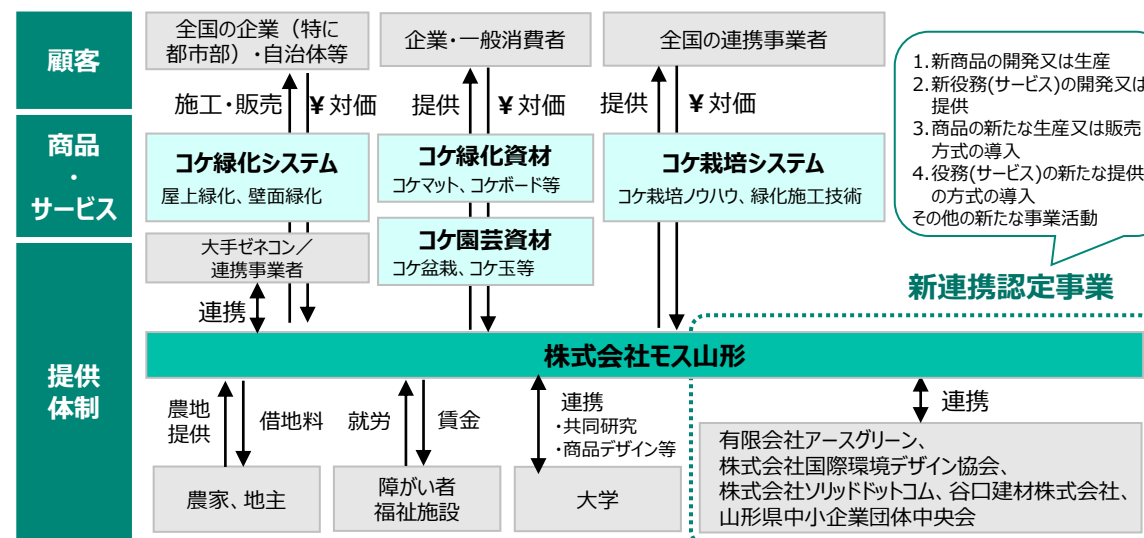 顧客
全国の企業（特に
都市部）・自治体等
企業・一般消費者
全国の連携事業者
施工・販売
¥ 対価
提供
¥ 対価
提供
¥ 対価
1.新商品の開発又は生産
2.新役務(サービス)の開発又は
提供
3.商品の新たな生産又は販売
方式の導入
4.役務(サービス)の新たな提供
の方式の導入
その他の新たな事業活動
商品
・
サービス
コケ緑化システム
屋上緑化、壁面緑化
コケ緑化資材
コケマット、コケボード等
コケ園芸資材
コケ盆栽、コケ玉等
コケ栽培システム
コケ栽培ノウハウ、緑化施工技術
大手ゼネコン／
連携事業者
連携
新連携認定事業
提供
体制
株式会社モス山形
農地
提供
借地料
就労
賃金
連携
・共同研究
・商品デザイン等
連携
農家、地主
障がい者
福祉施設
大学
有限会社アースグリーン、
株式会社国際環境デザイン協会、
株式会社ソリッドドットコム、谷口建材株式会社、
山形県中小企業団体中央会